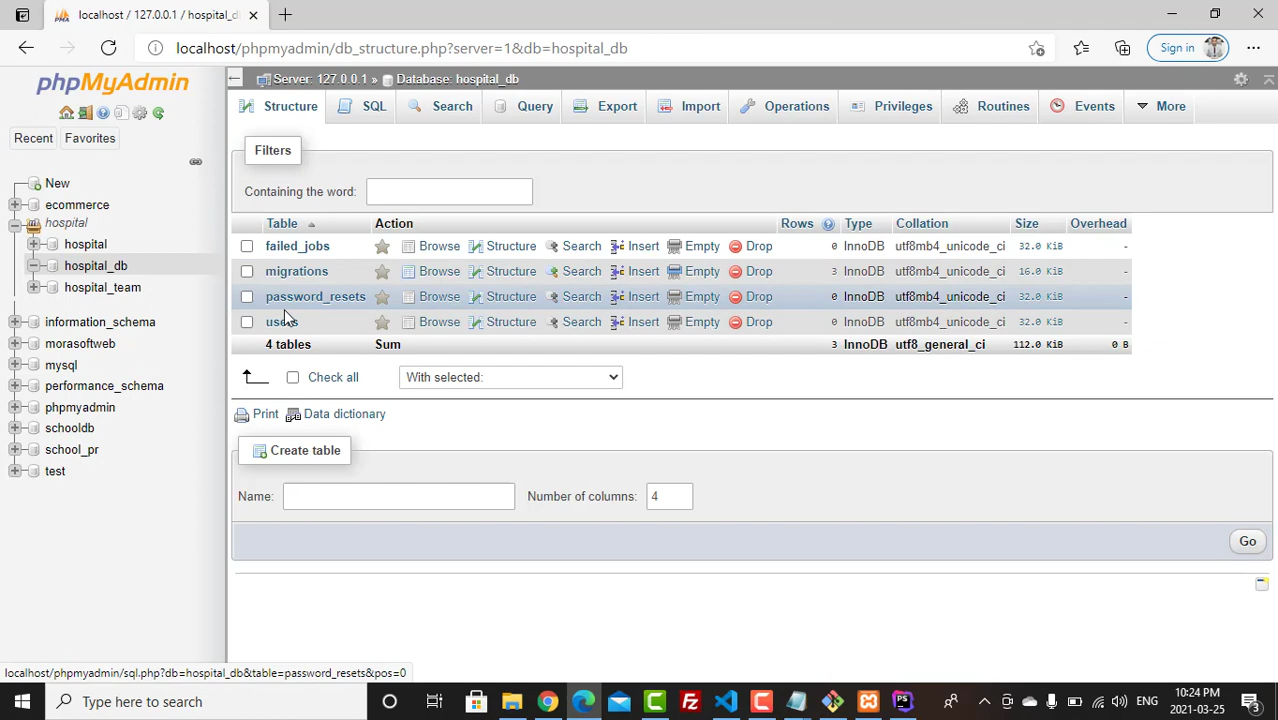 localhost / 127.0.0.1 / hospital_d
Sign in
localhost/phpmyadmin/db_structure.php?server=1&db=hospital_db
phpMyAdmin
Recent
Favorites
New
ecommerce
hospital
hospital
hospital_db
hospital_team
information_schema
morasoftweb
mysql
performance_schema
phpmyadmin
schooldb
school_pr
test
Server: 127.0.0.1 » Database: hospital_db
Structure SQL Search Query Export Import Operations Privileges Routines Events More
Filters
Containing the word:
Table Action Rows Type Collation Size Overhead
failed_jobs Browse Structure Search Insert Empty Drop 0 InnoDB utf8mb4_unicode_ci 32.0 KiB -
migrations Browse Structure Search Insert Empty Drop 3 InnoDB utf8mb4_unicode_ci 16.0 KiB -
password_resets Browse Structure Search Insert Empty Drop 0 InnoDB utf8mb4_unicode_ci 32.0 KiB -
users Browse Structure Search Insert Empty Drop 0 InnoDB utf8mb4_unicode_ci 32.0 KiB -
4 tables Sum 3 InnoDB utf8_general_ci 112.0 KiB 0 B
Check all With selected:
Print Data dictionary
Create table
Name: Number of columns: 4
Go
localhost/phpmyadmin/sql.php?db=hospital_db&table=password_resets&pos=0
Type here to search
ENG
10:24 PM
2021-03-25
3